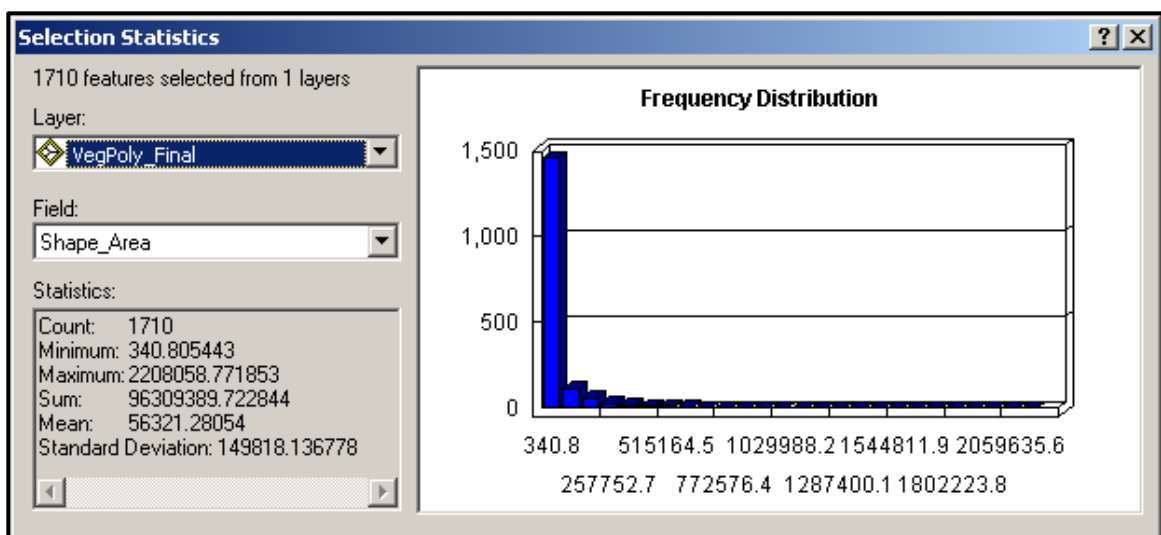 Selection Statistics
1710 features selected from 1 layers
Layer:
VegPoly_Final
Field:
Shape_Area
Statistics:
Count: 1710
Minimum: 340.805443
Maximum: 2208058.771853
Sum: 96309389.722844
Mean: 56321.28054
Standard Deviation: 149818.136778
Frequency Distribution
1,500
1,000
500
0
340.8 515164.5 1029988.2 1544811.9 2059635.6
257752.7 772576.4 1287400.1 1802223.8